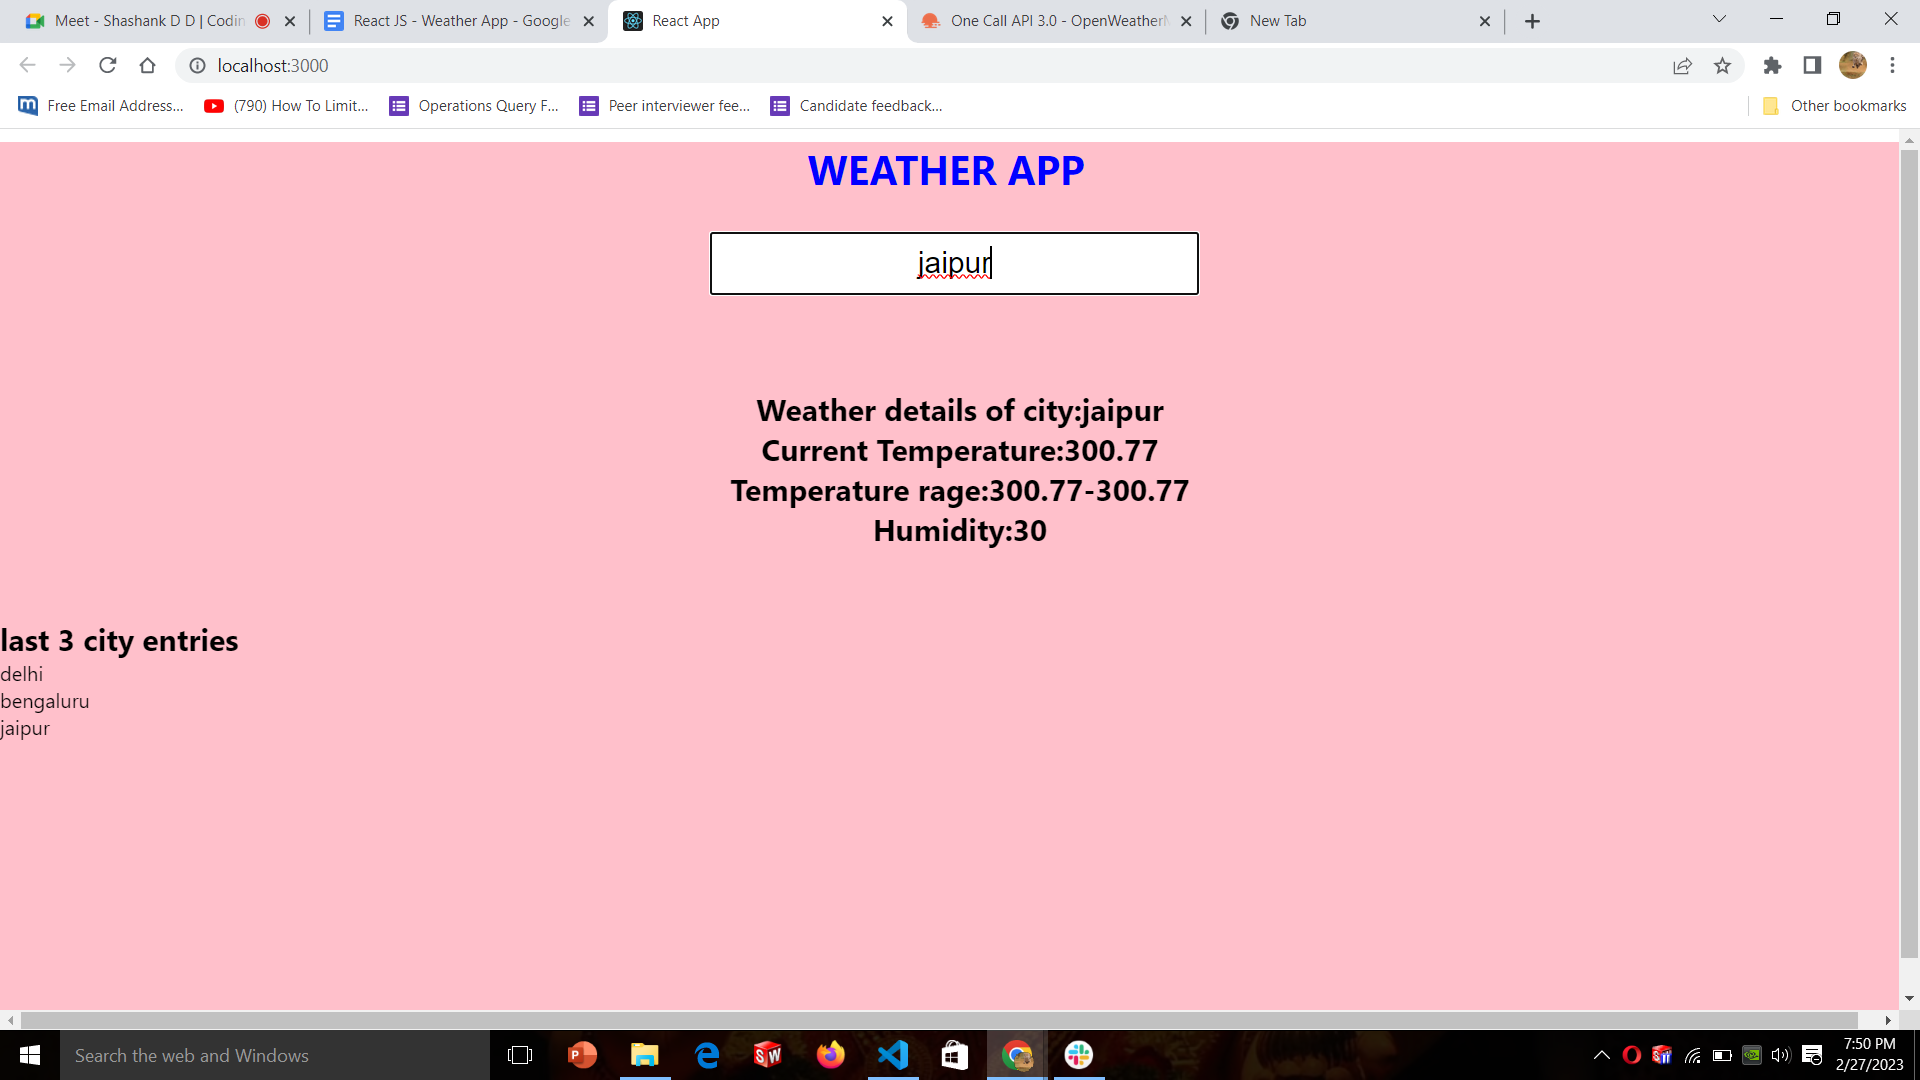 Meet - Shashank D D | Codin
React JS - Weather App - Google
React App
One Call API 3.0 - OpenWeatherM
New Tab
localhost:3000
Free Email Address...
(790) How To Limit...
Operations Query F...
Peer interviewer fee...
Candidate feedback...
Other bookmarks
WEATHER APP
jaipur
Weather details of city:jaipur
Current Temperature:300.77
Temperature rage:300.77-300.77
Humidity:30
last 3 city entries
delhi
bengaluru
jaipur
Search the web and Windows
7:50 PM
2/27/2023